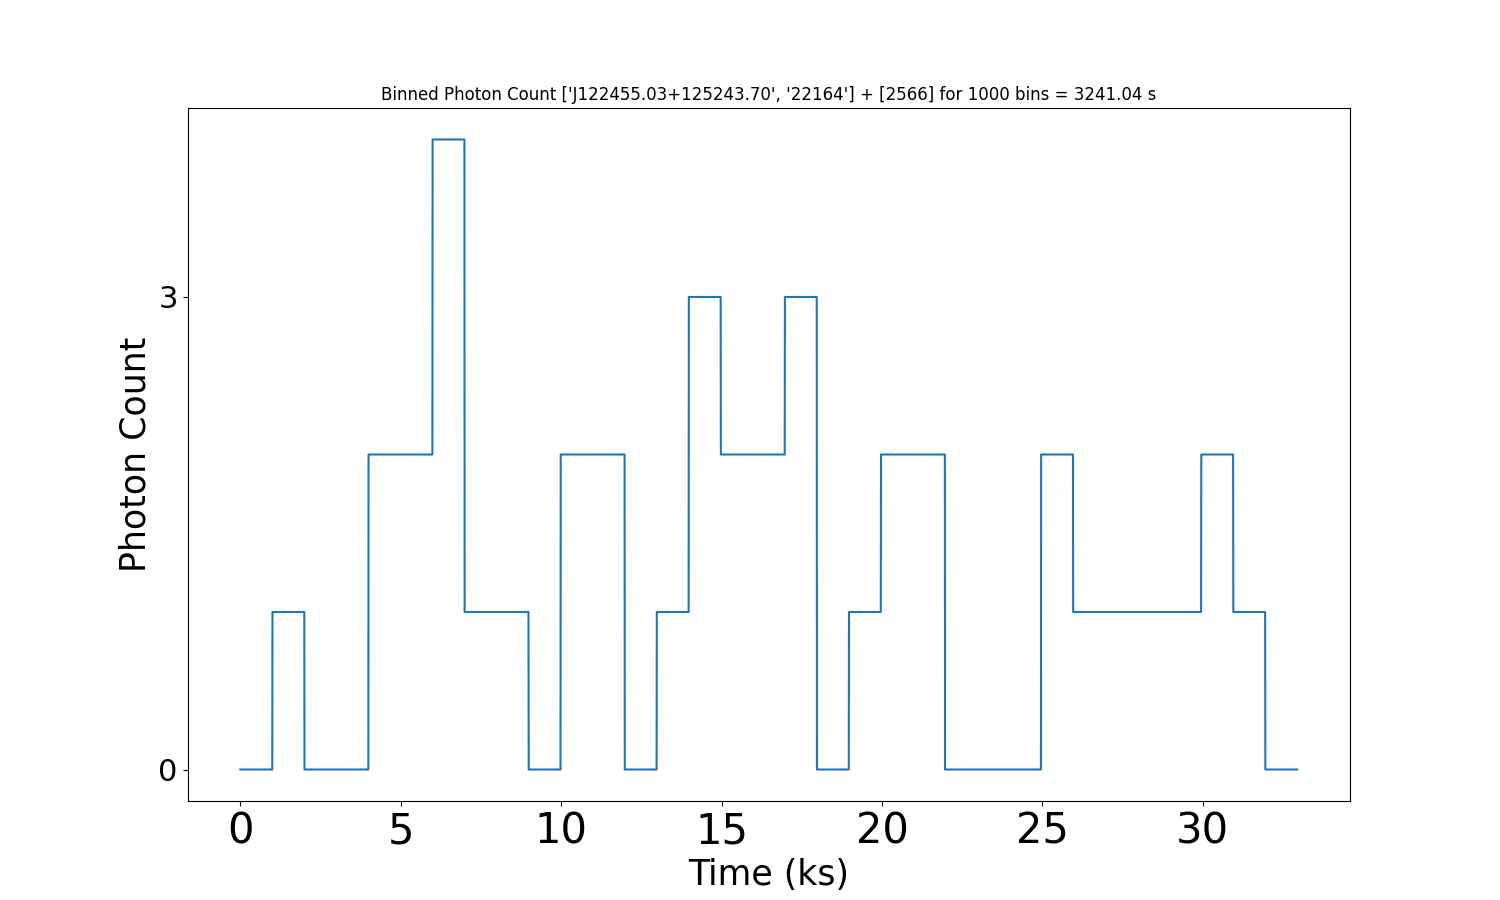 Binned Photon Count ['J122455.03+125243.70', '22164'] + [2566] for 1000 bins = 3241.04 s
3
0
Photon Count
0 5 10 15 20 25 30
Time (ks)